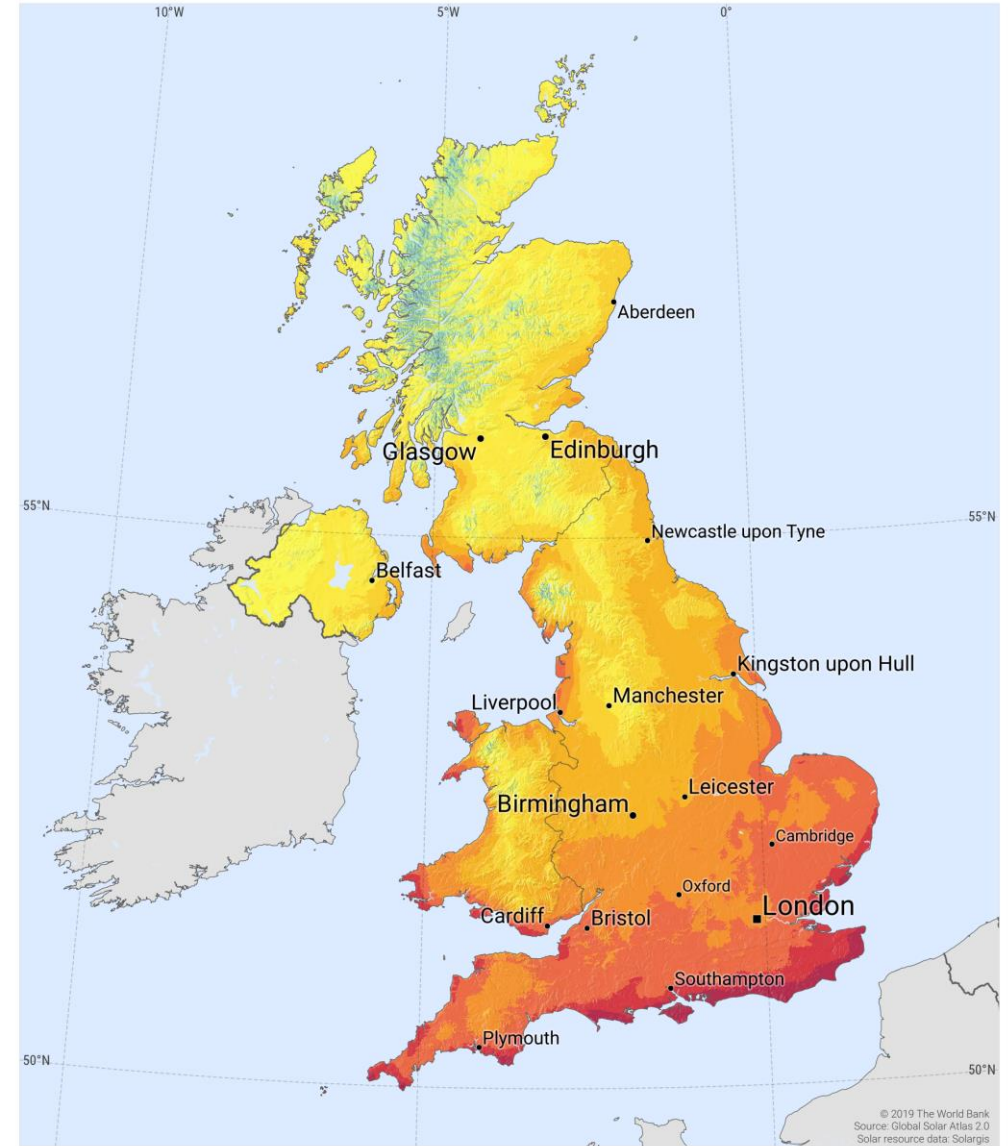 10°W
5°W
0°
Aberdeen
Glasgow
Edinburgh
55°N
55°N
Newcastle upon Tyne
Belfast
Kingston upon Hull
Liverpool
Manchester
Leicester
Birmingham
Cambridge
Oxford
London
Cardiff
Bristol
Southampton
Plymouth
50°N
50°N
© 2019 The World Bank
Source: Global Solar Atlas 2.0
Solar resource data: Solargis